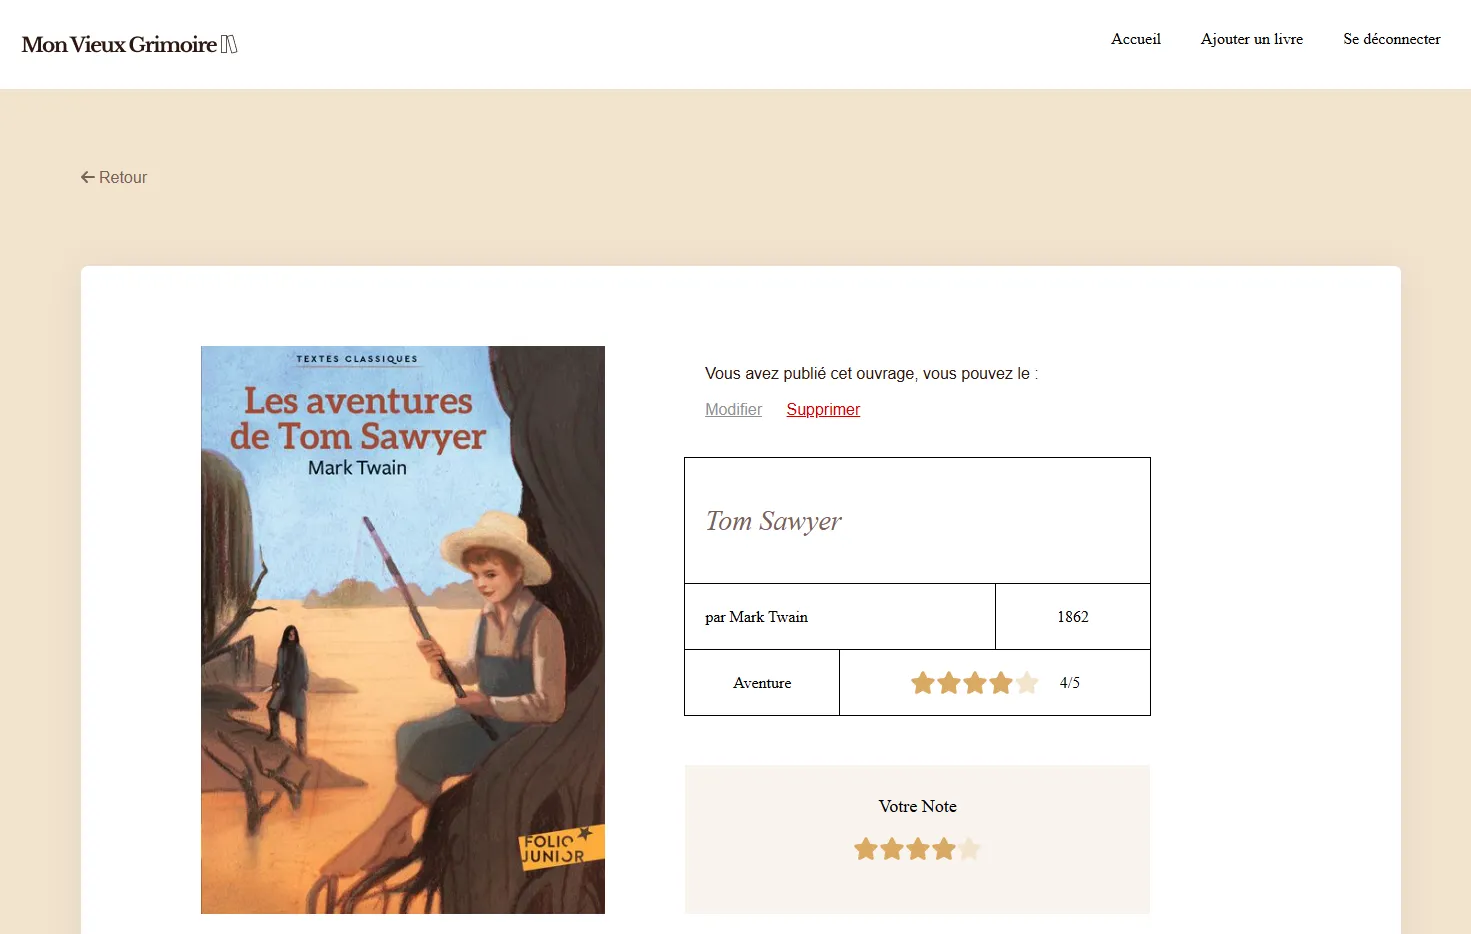 Mon Vieux Grimoire
Accueil
Ajouter un livre
Se déconnecter
Retour
TEXTES CLASSIQUES
Les aventures
de Tom Sawyer
Mark Twain
FOLIO
JUNIOR
Vous avez publié cet ouvrage, vous pouvez le :
Modifier Supprimer
Tom Sawyer
par Mark Twain
1862
Aventure
4/5
Votre Note